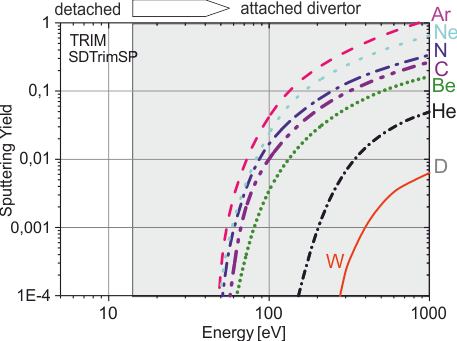 detached
attached divertor
1
0,1
0,01
0,001
1E-4
Sputtering Yield
TRIM
SDTrimSP
Ar
Ne
N
C
Be
He
D
W
10
100
1000
Energy [eV]